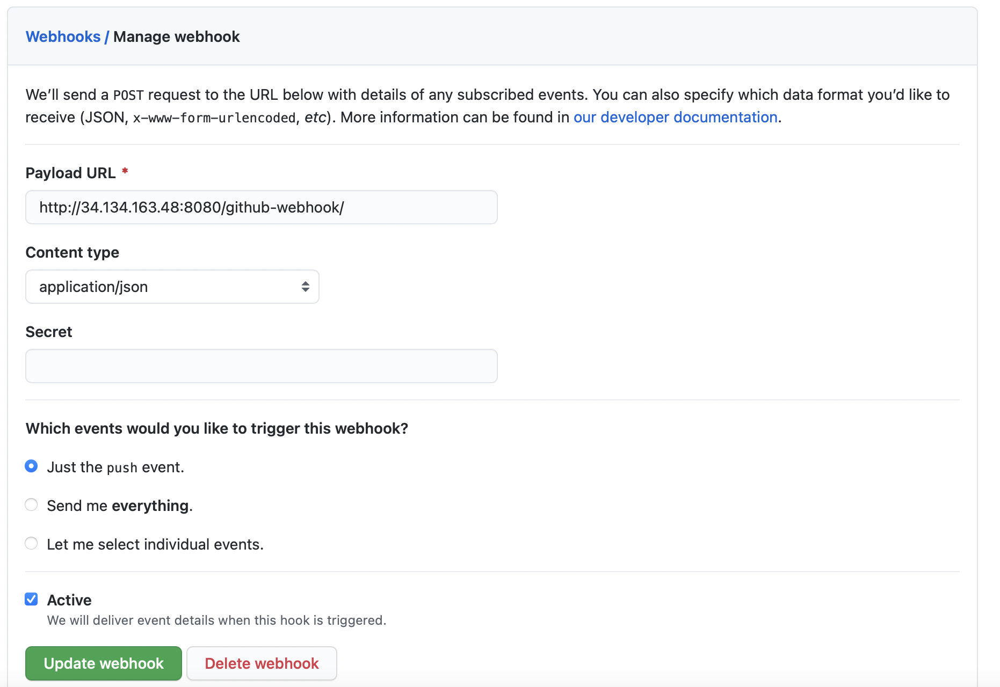 Webhooks / Manage webhook
We’ll send a POST request to the URL below with details of any subscribed events. You can also specify which data format you’d like to
receive (JSON, x-www-form-urlencoded, etc). More information can be found in our developer documentation.
Payload URL *
http://34.134.163.48:8080/github-webhook/
Content type
application/json
Secret
Which events would you like to trigger this webhook?
Just the push event.
Send me everything.
Let me select individual events.
Active
We will deliver event details when this hook is triggered.
Update webhook Delete webhook